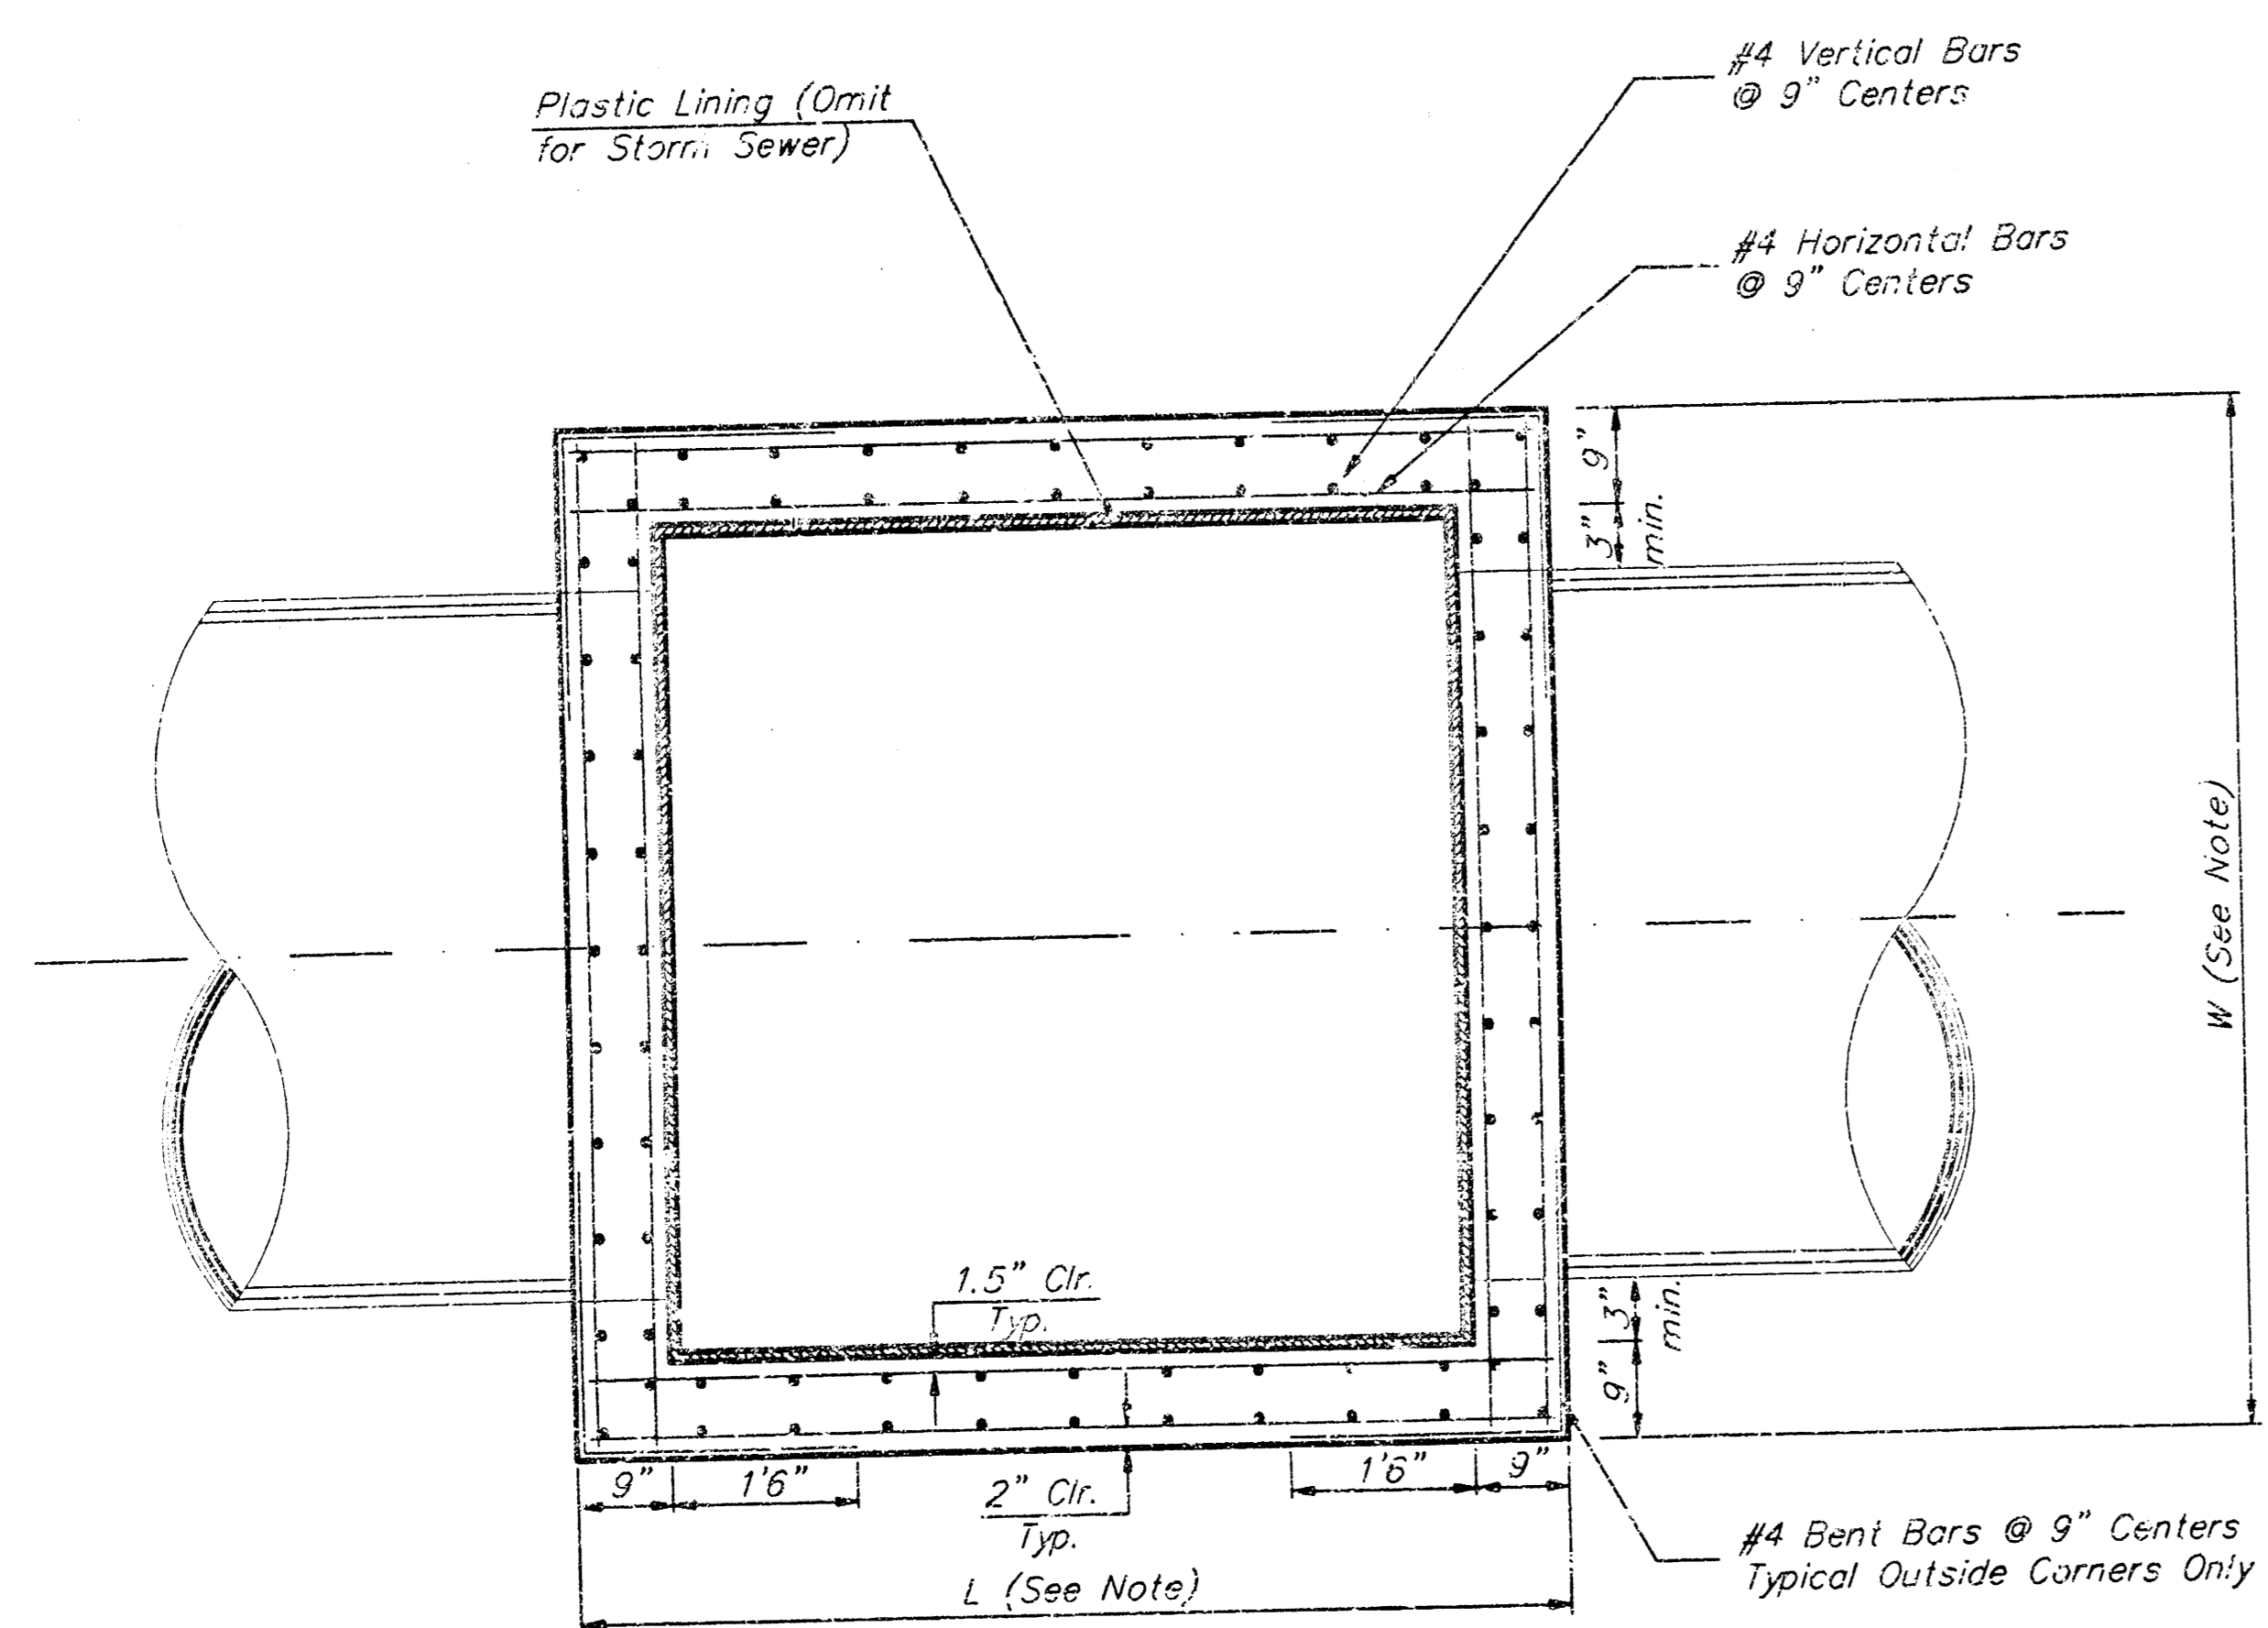 #4 Vertical Bars
@ 9" Centers
Plastic Lining (Omit
for Storm Sewer)
#4 Horizontal Bars
@ 9" Centers
9"
3"
min.
W (See Note)
1.5" Clr.
Typ.
3"
min.
9"
9"
1'6"
1'6"
9"
2" Clr.
Typ.
#4 Bent Bars @ 9" Centers
Typical Outside Corners Only
L (See Note)